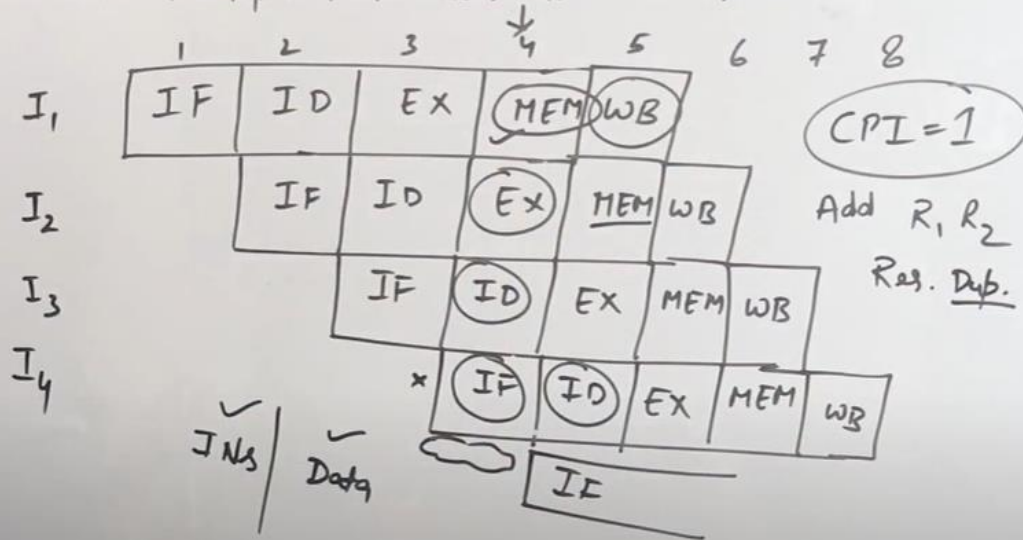 1 2 3 4 5 6 7 8
I1 IF ID EX MEM WB
CPI = 1
I2 IF ID EX MEM WB
Add R1 R2
I3 IF ID EX MEM WB
Res. Dup.
I4 x IF ID EX MEM WB
INs | Data
IF